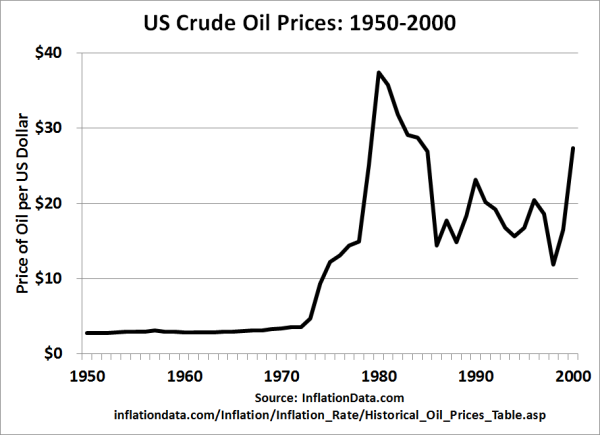 US Crude Oil Prices: 1950-2000
$40
$30
$20
$10
$0
Price of Oil per US Dollar
1950 1960 1970 1980 1990 2000
Source: InflationData.com
inflationdata.com/Inflation/Inflation_Rate/Historical_Oil_Prices_Table.asp